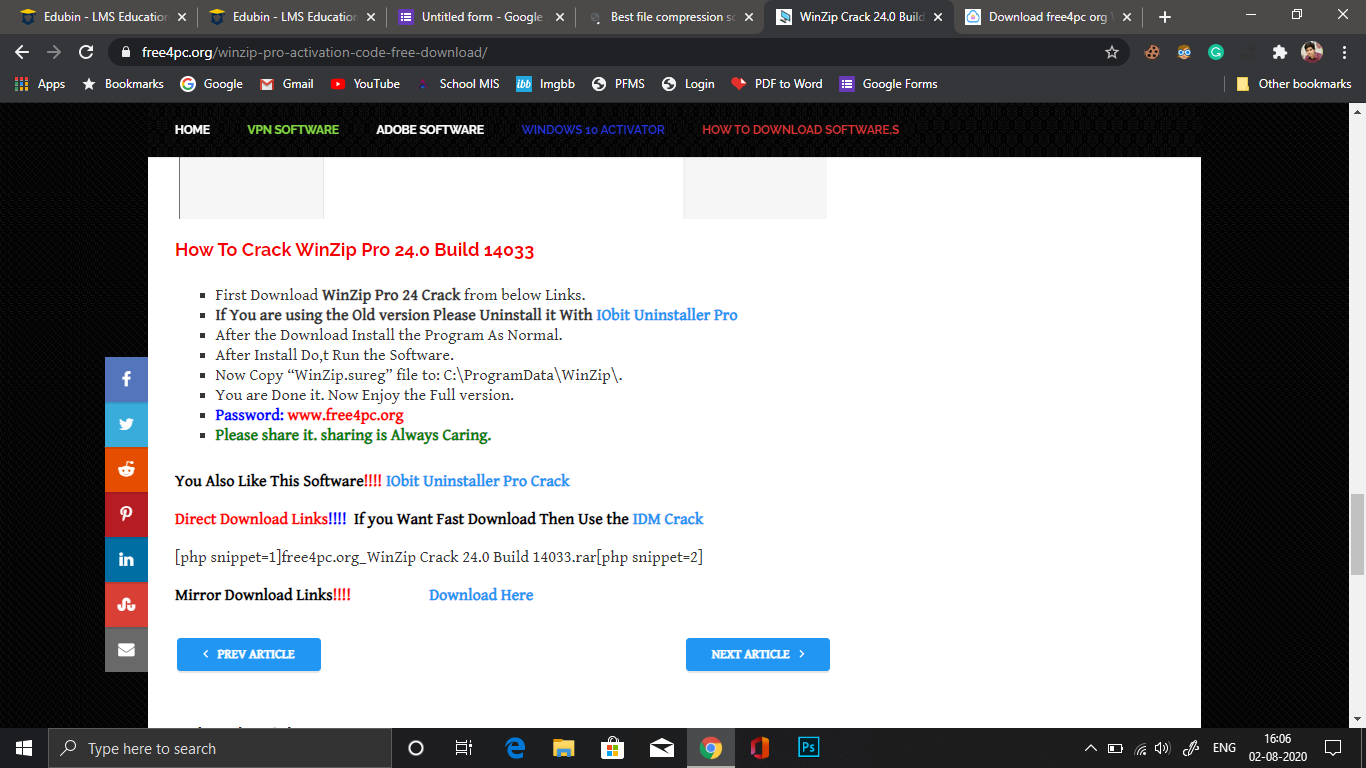 Edubin - LMS Education
Edubin - LMS Education
Untitled form - Google
Best file compression so
WinZip Crack 24.0 Build
Download free4pc org \
free4pc.org/winzip-pro-activation-code-free-download/
Apps
Bookmarks
Google
Gmail
YouTube
School MIS
ibb Imgbb
PFMS
Login
PDF to Word
Google Forms
Other bookmarks
HOME
VPN SOFTWARE
ADOBE SOFTWARE
WINDOWS 10 ACTIVATOR
HOW TO DOWNLOAD SOFTWARE,S
How To Crack WinZip Pro 24.0 Build 14033
First Download WinZip Pro 24 Crack from below Links.
If You are using the Old version Please Uninstall it With IObit Uninstaller Pro
After the Download Install the Program As Normal.
After Install Do,t Run the Software.
Now Copy “WinZip.sureg” file to: C:\ProgramData\WinZip\.
You are Done it. Now Enjoy the Full version.
Password: www.free4pc.org
Please share it. sharing is Always Caring.
You Also Like This Software!!!! IObit Uninstaller Pro Crack
Direct Download Links!!!! If you Want Fast Download Then Use the IDM Crack
[php snippet=1]free4pc.org_WinZip Crack 24.0 Build 14033.rar[php snippet=2]
Mirror Download Links!!!! Download Here
PREV ARTICLE
NEXT ARTICLE
Type here to search
Ps
ENG
16:06
02-08-2020